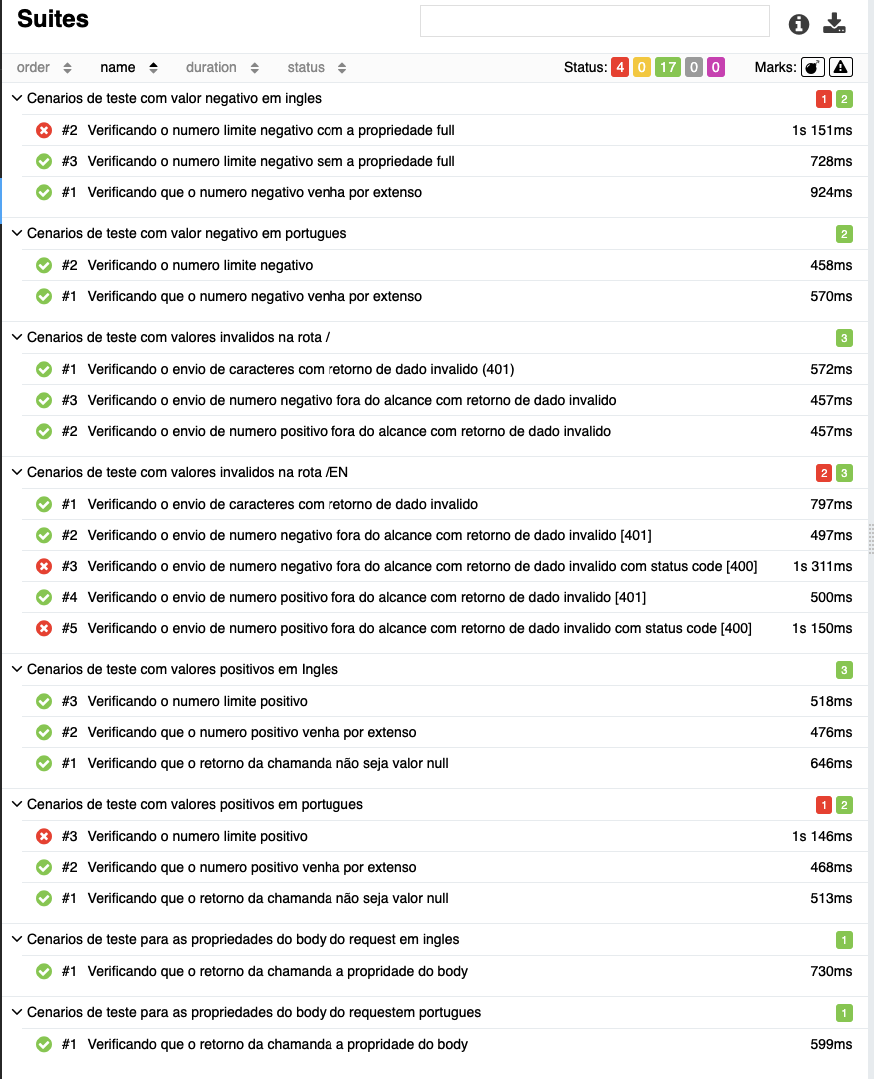 Suites
order name duration status Status: 4 0 17 0 0 Marks:
Cenarios de teste com valor negativo em ingles 1 2
#2 Verificando o numero limite negativo com a propriedade full 1s 151ms
#3 Verificando o numero limite negativo sem a propriedade full 728ms
#1 Verificando que o numero negativo venha por extenso 924ms
Cenarios de teste com valor negativo em portugues 2
#2 Verificando o numero limite negativo 458ms
#1 Verificando que o numero negativo venha por extenso 570ms
Cenarios de teste com valores invalidos na rota / 3
#1 Verificando o envio de caracteres com retorno de dado invalido (401) 572ms
#3 Verificando o envio de numero negativo fora do alcance com retorno de dado invalido 457ms
#2 Verificando o envio de numero positivo fora do alcance com retorno de dado invalido 457ms
Cenarios de teste com valores invalidos na rota /EN 2 3
#1 Verificando o envio de caracteres com retorno de dado invalido 797ms
#2 Verificando o envio de numero negativo fora do alcance com retorno de dado invalido [401] 497ms
#3 Verificando o envio de numero negativo fora do alcance com retorno de dado invalido com status code [400] 1s 311ms
#4 Verificando o envio de numero positivo fora do alcance com retorno de dado invalido [401] 500ms
#5 Verificando o envio de numero positivo fora do alcance com retorno de dado invalido com status code [400] 1s 150ms
Cenarios de teste com valores positivos em Ingles 3
#3 Verificando o numero limite positivo 518ms
#2 Verificando que o numero positivo venha por extenso 476ms
#1 Verificando que o retorno da chamanda não seja valor null 646ms
Cenarios de teste com valores positivos em portugues 1 2
#3 Verificando o numero limite positivo 1s 146ms
#2 Verificando que o numero positivo venha por extenso 468ms
#1 Verificando que o retorno da chamanda não seja valor null 513ms
Cenarios de teste para as propriedades do body do request em ingles 1
#1 Verificando que o retorno da chamanda a propridade do body 730ms
Cenarios de teste para as propriedades do body do requestem portugues 1
#1 Verificando que o retorno da chamanda a propridade do body 599ms